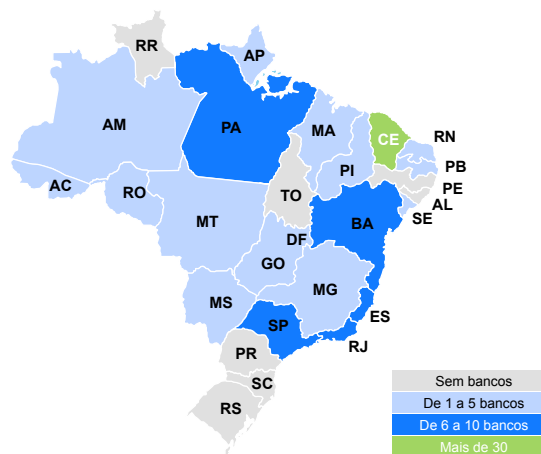 RR
AP
AM
PA
MA
CE
RN
PB
PE
AL
SE
PI
AC
RO
TO
BA
MT
DF
GO
MG
MS
ES
SP
RJ
PR
SC
RS
Sem bancos
De 1 a 5 bancos
De 6 a 10 bancos
Mais de 30